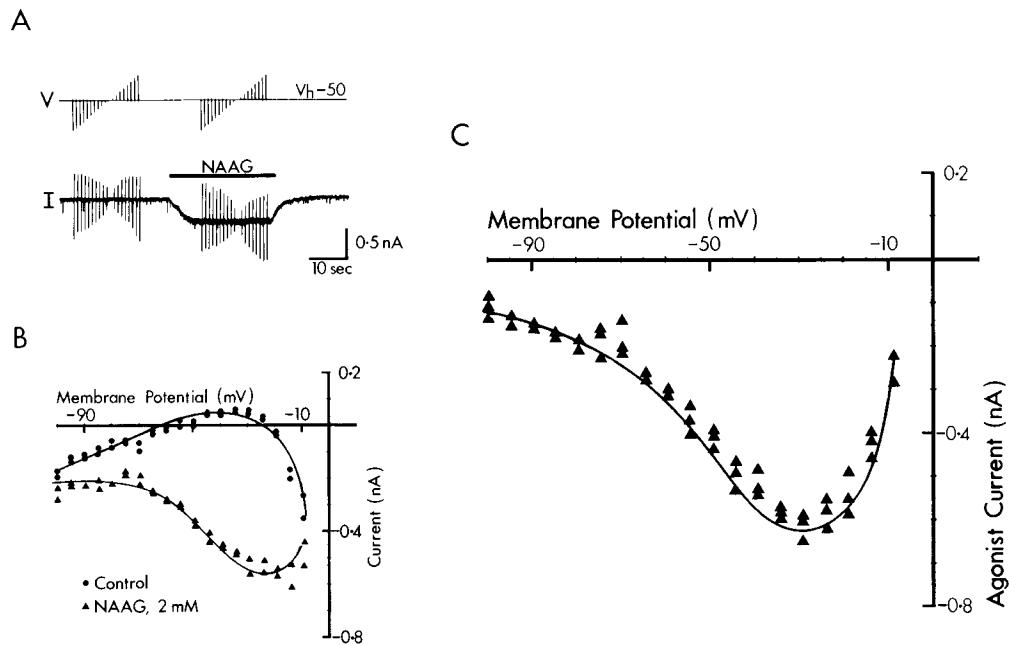 A
V
Vh-50
NAAG
I
0·5 nA
10 sec
B
0·2
Membrane Potential (mV)
-90
-10
-0·4
Current (nA)
• Control
▲ NAAG, 2 mM
-0·8
C
0·2
Membrane Potential (mV)
-90
-50
-10
-0·4
Agonist Current (nA)
-0·8